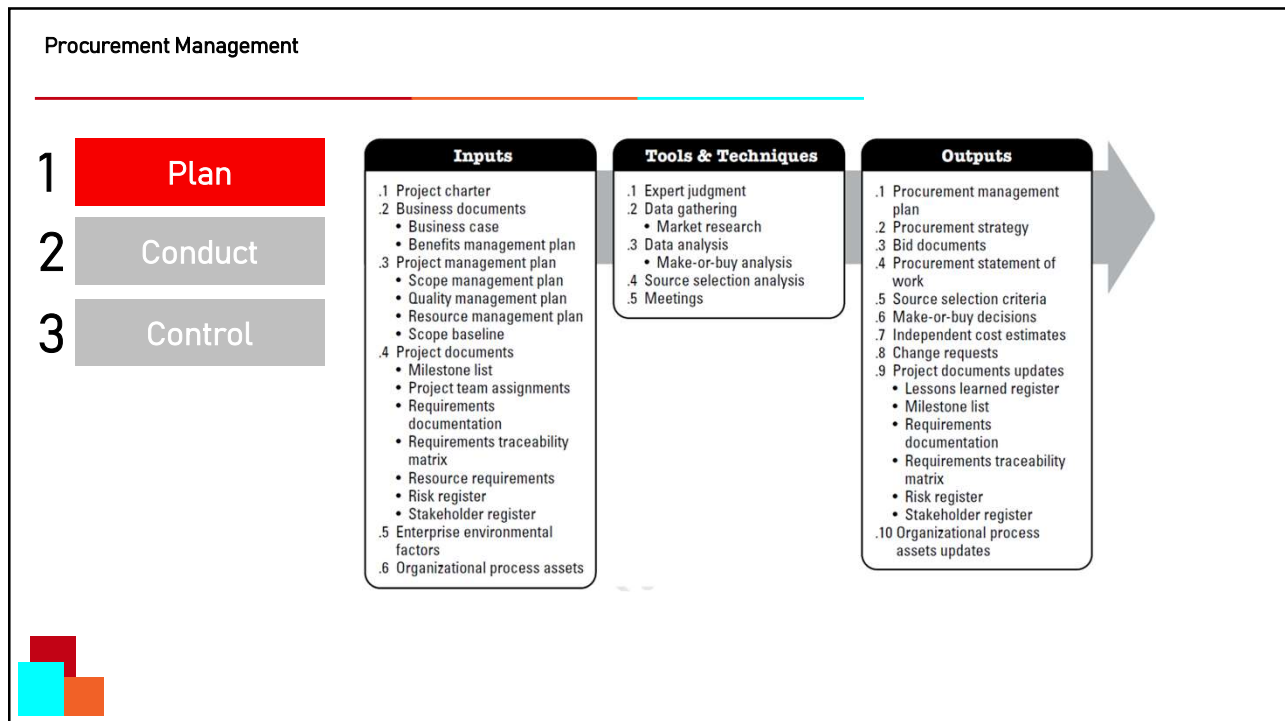 Procurement Management
1
Plan
2
Conduct
3
Control
Inputs
.1 Project charter
.2 Business documents
• Business case
• Benefits management plan
.3 Project management plan
• Scope management plan
• Quality management plan
• Resource management plan
• Scope baseline
.4 Project documents
• Milestone list
• Project team assignments
• Requirements
documentation
• Requirements traceability
matrix
• Resource requirements
• Risk register
• Stakeholder register
.5 Enterprise environmental
factors
.6 Organizational process assets
Tools & Techniques
.1 Expert judgment
.2 Data gathering
• Market research
.3 Data analysis
• Make-or-buy analysis
.4 Source selection analysis
.5 Meetings
Outputs
.1 Procurement management
plan
.2 Procurement strategy
.3 Bid documents
.4 Procurement statement of
work
.5 Source selection criteria
.6 Make-or-buy decisions
.7 Independent cost estimates
.8 Change requests
.9 Project documents updates
• Lessons learned register
• Milestone list
• Requirements
documentation
• Requirements traceability
matrix
• Risk register
• Stakeholder register
.10 Organizational process
assets updates